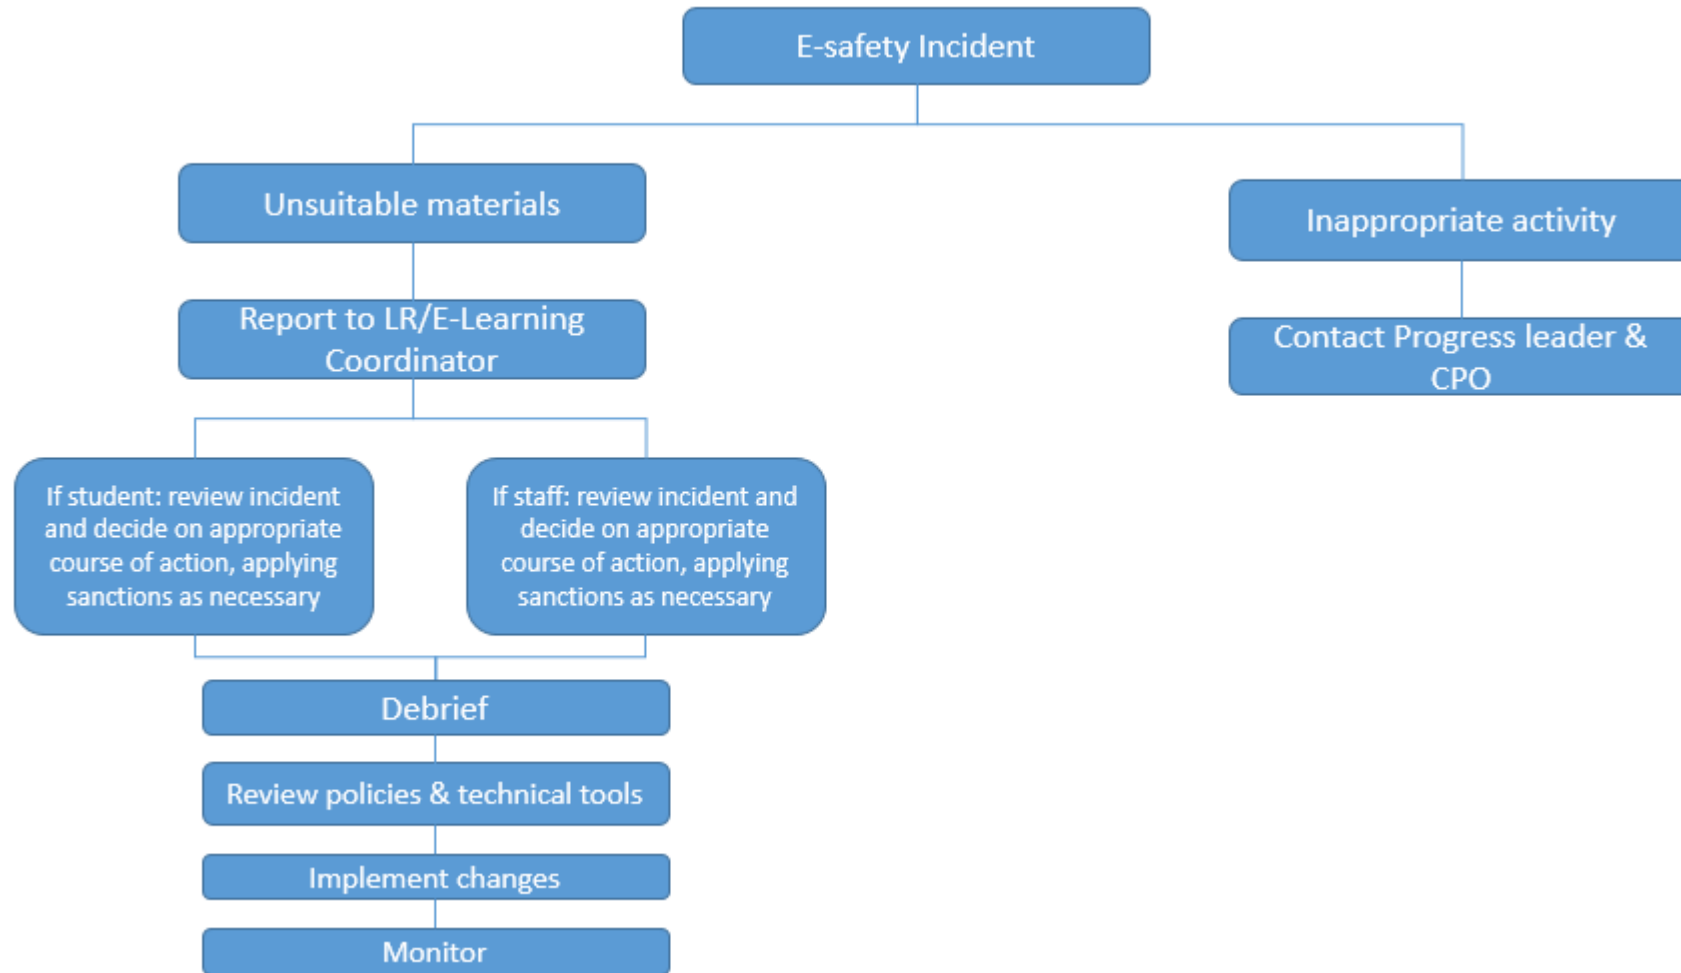 E-safety Incident
Unsuitable materials
Inappropriate activity
Report to LR/E-Learning
Coordinator
Contact Progress leader &
CPO
If student: review incident
and decide on appropriate
course of action, applying
sanctions as necessary
If staff: review incident and
decide on appropriate
course of action, applying
sanctions as necessary
Debrief
Review policies & technical tools
Implement changes
Monitor